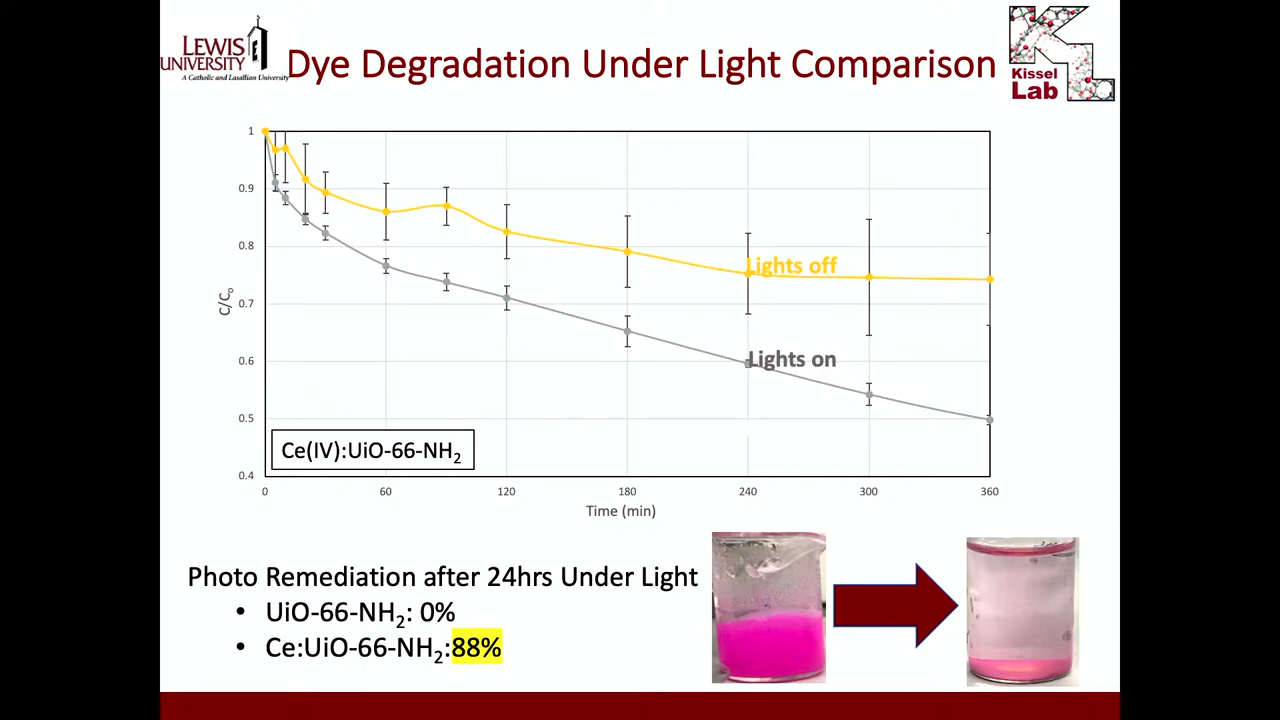 LEWIS
UNIVERSITY
A Catholic and Lasallian University
Dye Degradation Under Light Comparison
Kissel
Lab
1
0.9
0.8
0.7
0.6
0.5
0.4
C/C₀
Lights off
Lights on
Ce(IV):UiO-66-NH₂
0 60 120 180 240 300 360
Time (min)
Photo Remediation after 24hrs Under Light
• UiO-66-NH₂: 0%
• Ce:UiO-66-NH₂:88%